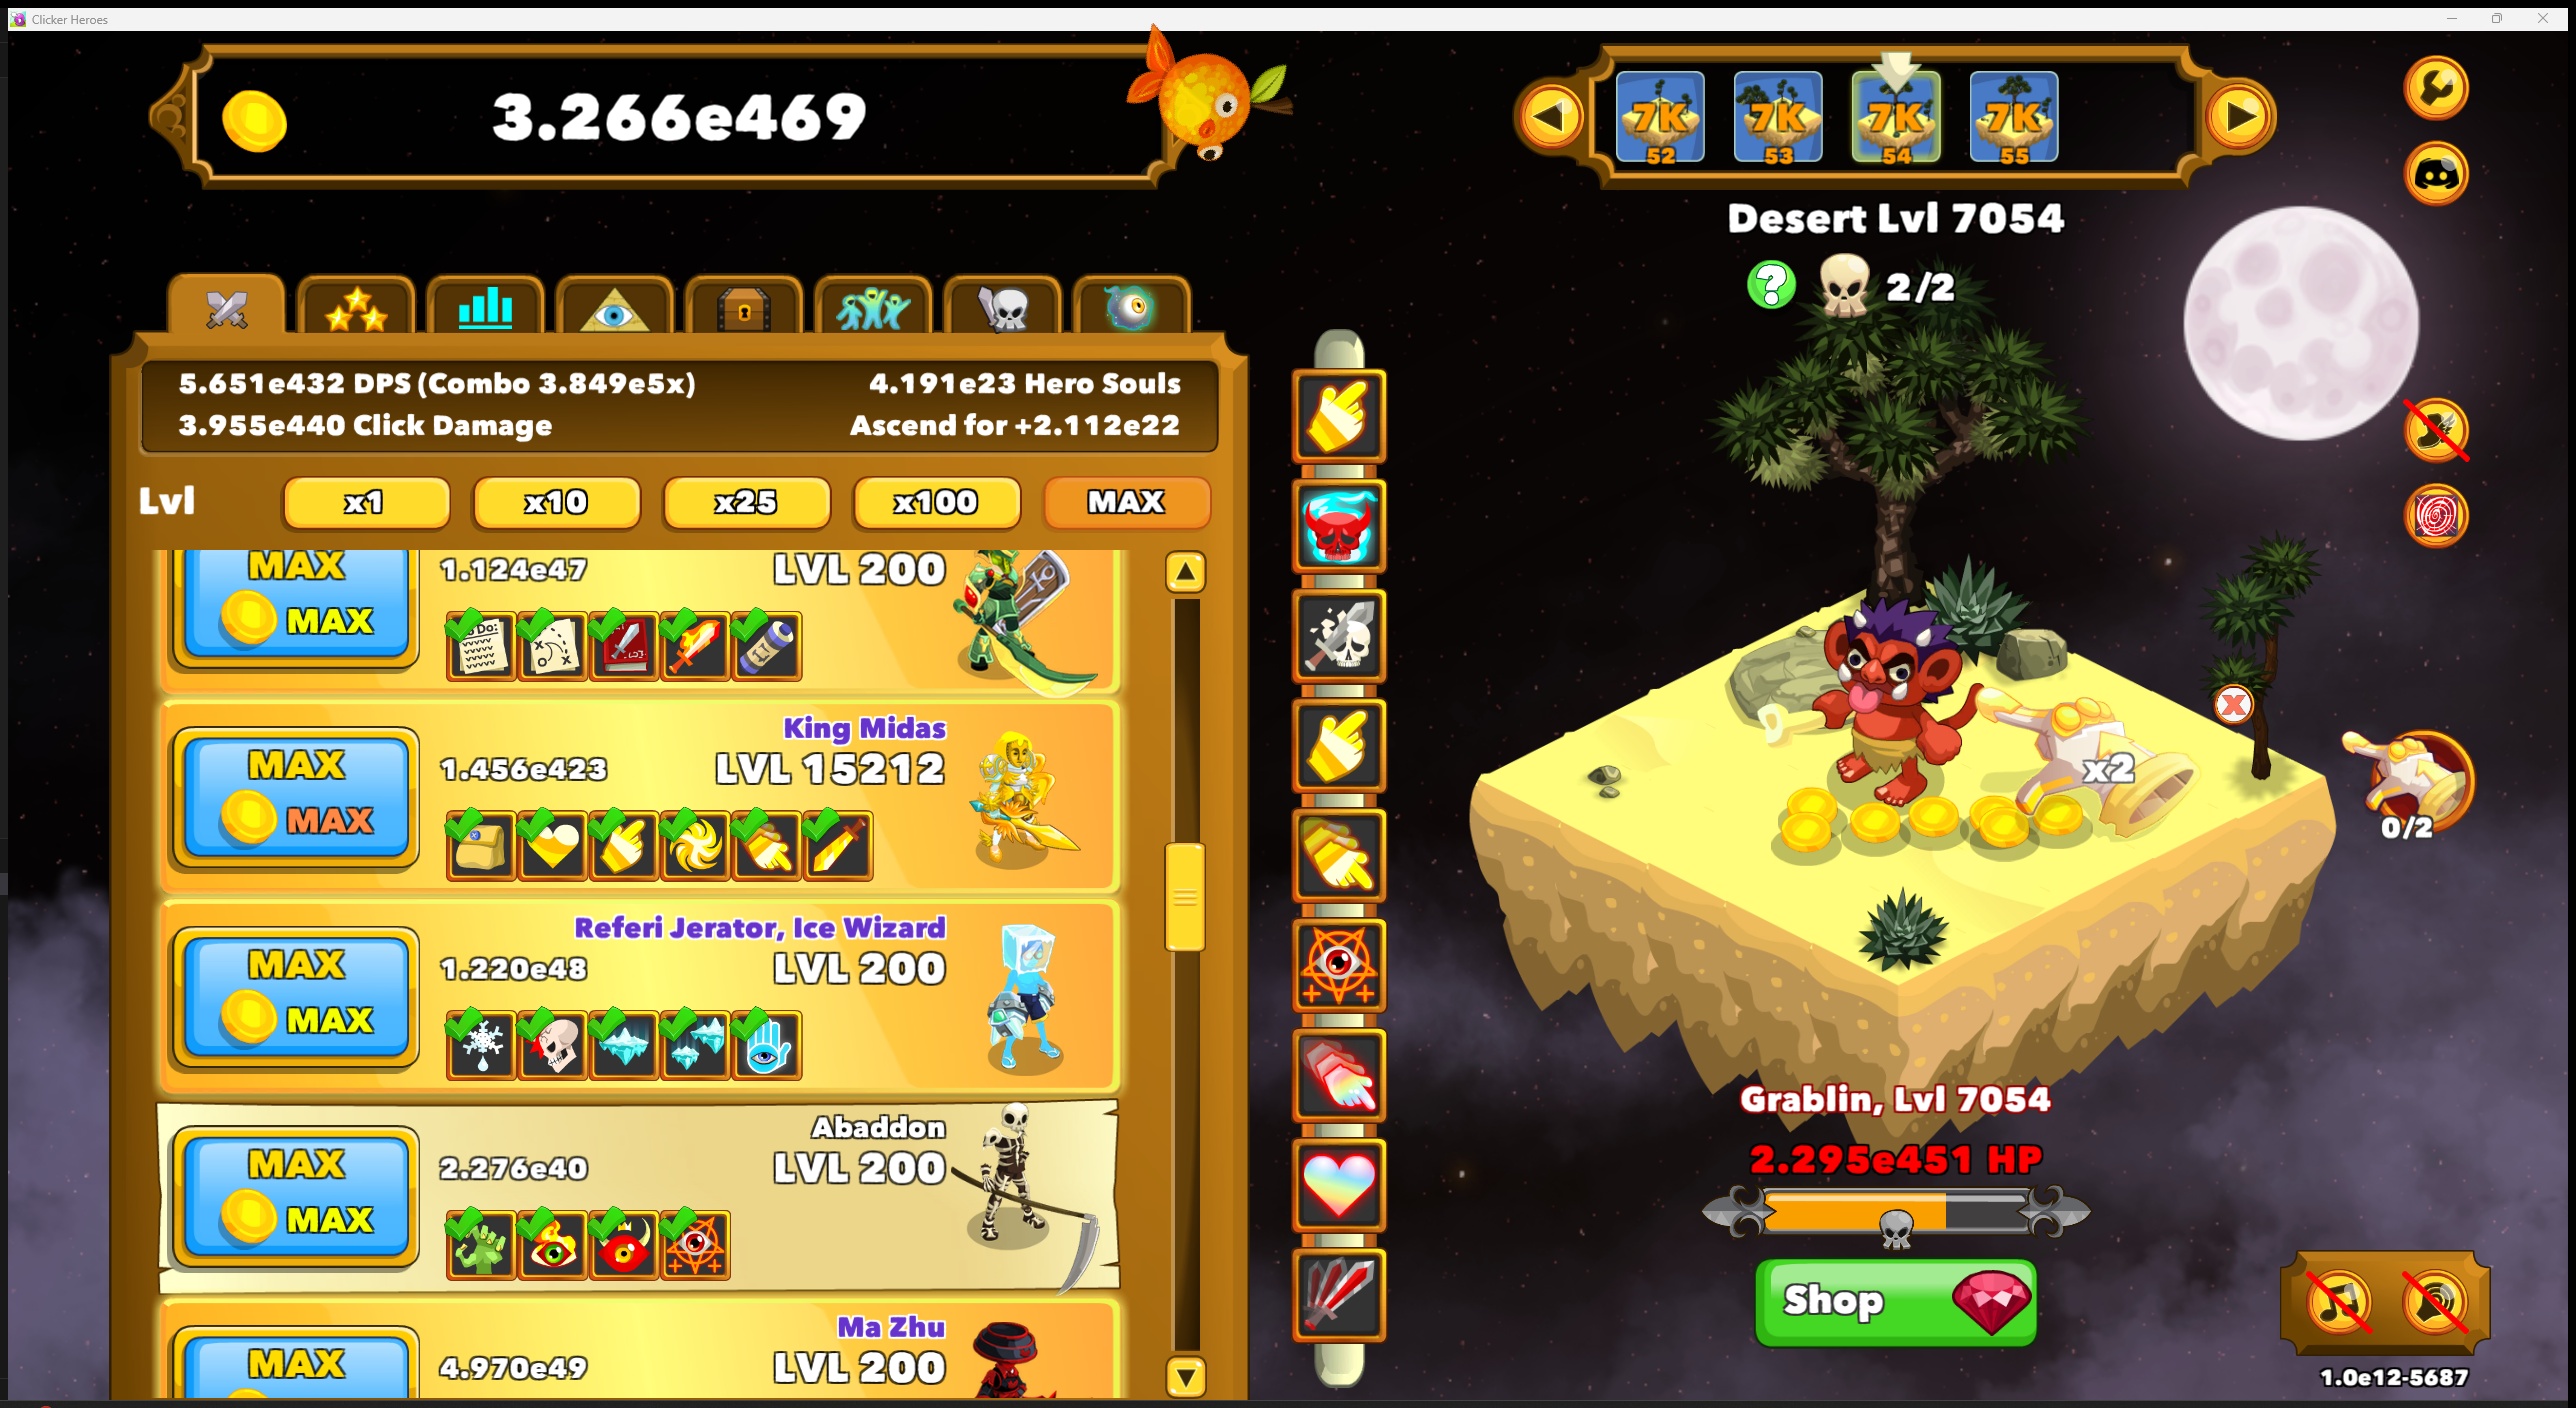 Clicker Heroes
3.266e469
7K 7K 7K 7K
52 53 54 55
Desert Lvl 7054
2/2
5.651e432 DPS (Combo 3.849e5x)
4.191e23 Hero Souls
3.955e440 Click Damage
Ascend for +2.112e22
Lvl x1 x10 x25 x100 MAX
MAX
MAX
1.124e47
LVL 200
Do:
King Midas
MAX
MAX
1.456e423
LVL 15212
Referi Jerator, Ice Wizard
MAX
MAX
1.220e48
LVL 200
Abaddon
MAX
MAX
2.276e40
LVL 200
Ma Zhu
MAX
4.970e49
LVL 200
x2
X
0/2
Grablin, Lvl 7054
2.295e451 HP
Shop
1.0e12-5687